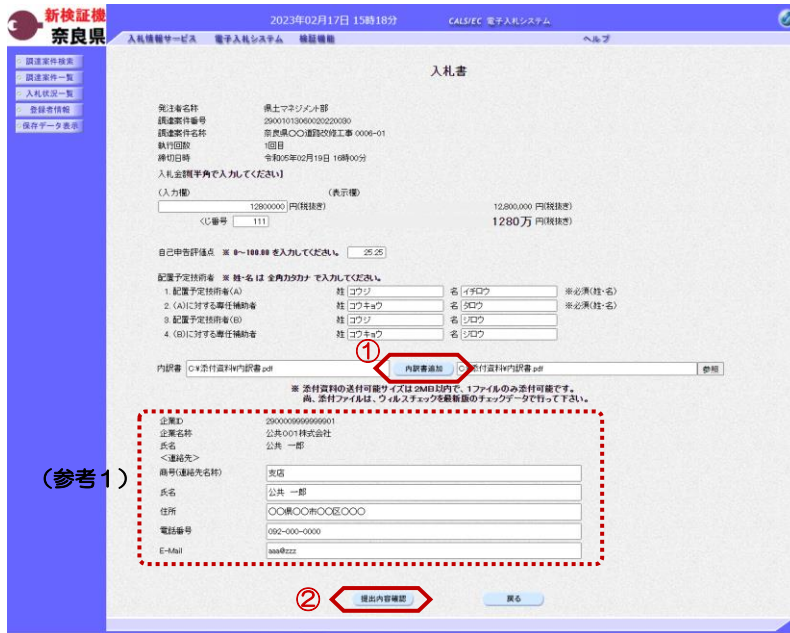 新検証機
奈良県
2023年02月17日 15時18分 CALS/EC 電子入札システム
入札情報サービス 電子入札システム 検証機能 ヘルプ
調達案件検索
調達案件一覧
入札状況一覧
登録者情報
保存データ表示
入札書
発注者名称 県土マネジメント部
調達案件番号 29001013060020220030
調達案件名称 奈良県〇〇道路改修工事 0006-01
執行回数 1回目
締切日時 令和05年02月19日 16時00分
入札金額[半角で入力してください]
(入力欄) (表示欄)
12800000 円(税抜き) 12,800,000 円(税抜き)
くじ番号 111 1280万 円(税抜き)
自己申告評価点 ※ 0～100.00 を入力してください。 25.25
配置予定技術者 ※ 姓・名 は 全角カタカナ で入力してください。
1. 配置予定技術者(A) 姓 コウジ 名 イチロウ ※必須(姓・名)
2. (A)に対する専任補助者 姓 コウキョウ 名 タロウ ※必須(姓・名)
3. 配置予定技術者(B) 姓 コウジ 名 ジロウ
4. (B)に対する専任補助者 姓 コウキョウ 名 ジロウ
①
内訳書 C:¥添付資料¥内訳書.pdf 内訳書追加 C:¥添付資料¥内訳書.pdf 参照
※ 添付資料の送付可能サイズは 2MB以内で、1ファイルのみ添付可能です。
尚、添付ファイルは、ウィルスチェックを最新版のチェックデータで行って下さい。
企業ID 2900009999999901
企業名称 公共001株式会社
氏名 公共 一郎
<連絡先>
(参考1)
商号(連絡先名称) 支店
氏名 公共 一郎
住所 〇〇県〇〇市〇〇区〇〇〇
電話番号 092-000-0000
E-Mail aaa@zzz
② 提出内容確認 戻る